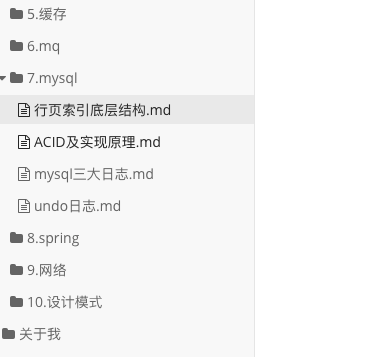 5.缓存
6.mq
7.mysql
行页索引底层结构.md
ACID及实现原理.md
mysql三大日志.md
undo日志.md
8.spring
9.网络
10.设计模式
关于我